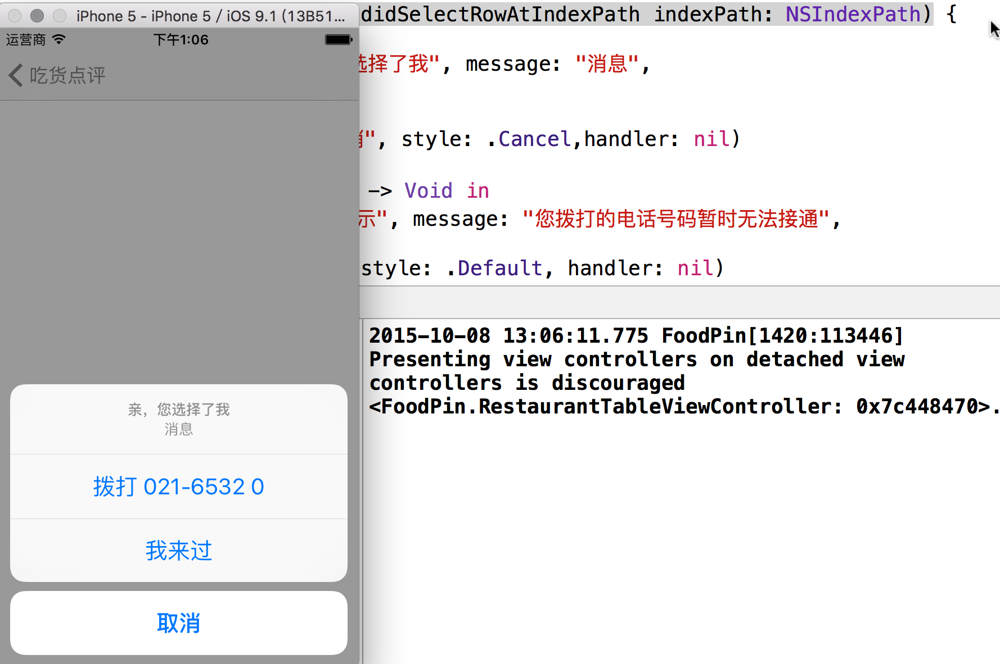 iPhone 5 - iPhone 5 / iOS 9.1 (13B51...
运营商 下午1:06
吃货点评
亲，您选择了我
消息
拨打 021-6532 0
我来过
取消
didSelectRowAtIndexPath indexPath: NSIndexPath) {
选择了我", message: "消息",
消", style: .Cancel,handler: nil)
-> Void in
示", message: "您拨打的电话号码暂时无法接通",
style: .Default, handler: nil)
2015-10-08 13:06:11.775 FoodPin[1420:113446]
Presenting view controllers on detached view
controllers is discouraged
<FoodPin.RestaurantTableViewController: 0x7c448470>.